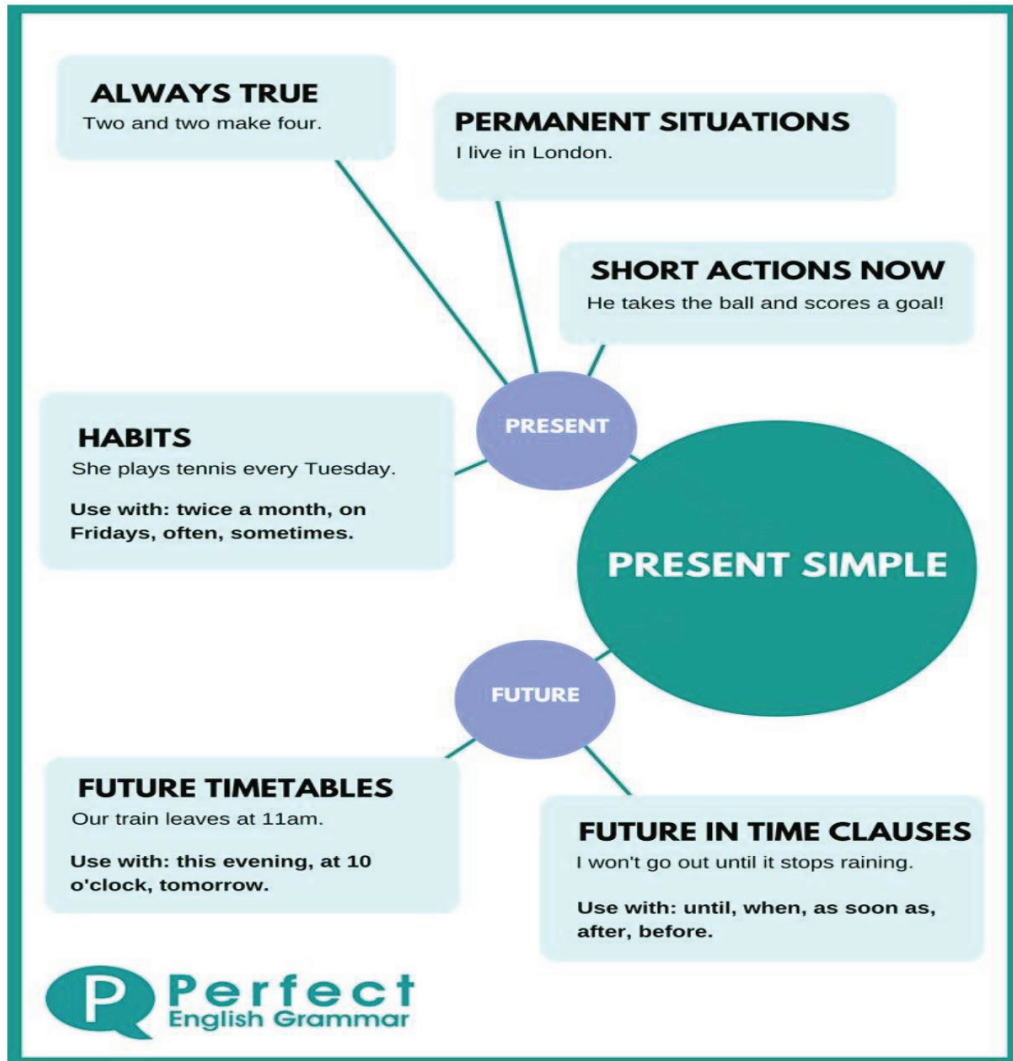 ALWAYS TRUE
Two and two make four.
PERMANENT SITUATIONS
I live in London.
SHORT ACTIONS NOW
He takes the ball and scores a goal!
PRESENT
HABITS
She plays tennis every Tuesday.
Use with: twice a month, on
Fridays, often, sometimes.
PRESENT SIMPLE
FUTURE
FUTURE TIMETABLES
Our train leaves at 11am.
Use with: this evening, at 10
o'clock, tomorrow.
FUTURE IN TIME CLAUSES
I won't go out until it stops raining.
Use with: until, when, as soon as,
after, before.
P
Perfect
English Grammar